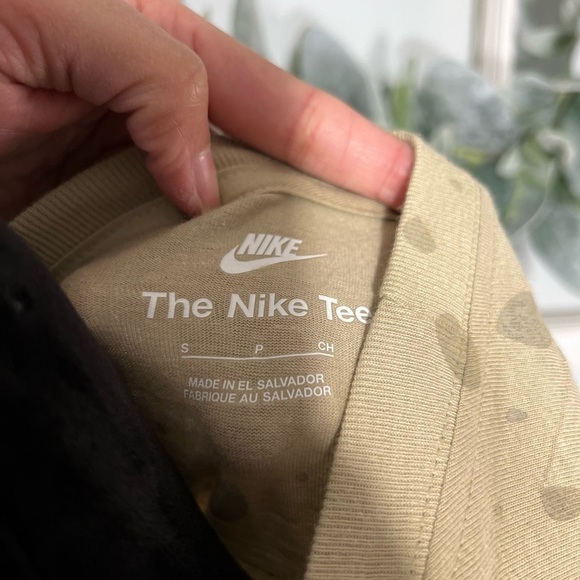 NIKE
The Nike Tee
S P CH
MADE IN EL SALVADOR
FABRIQUE AU SALVADOR